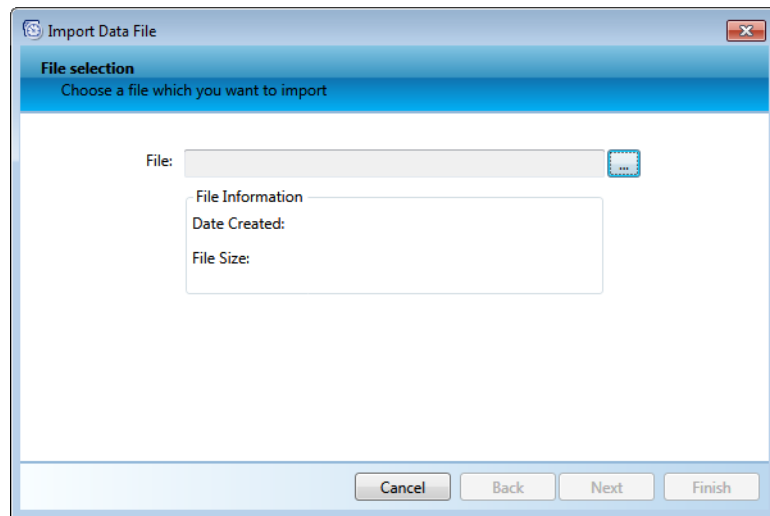 Import Data File
File selection
Choose a file which you want to import
File:
...
File Information
Date Created:
File Size:
Cancel Back Next Finish